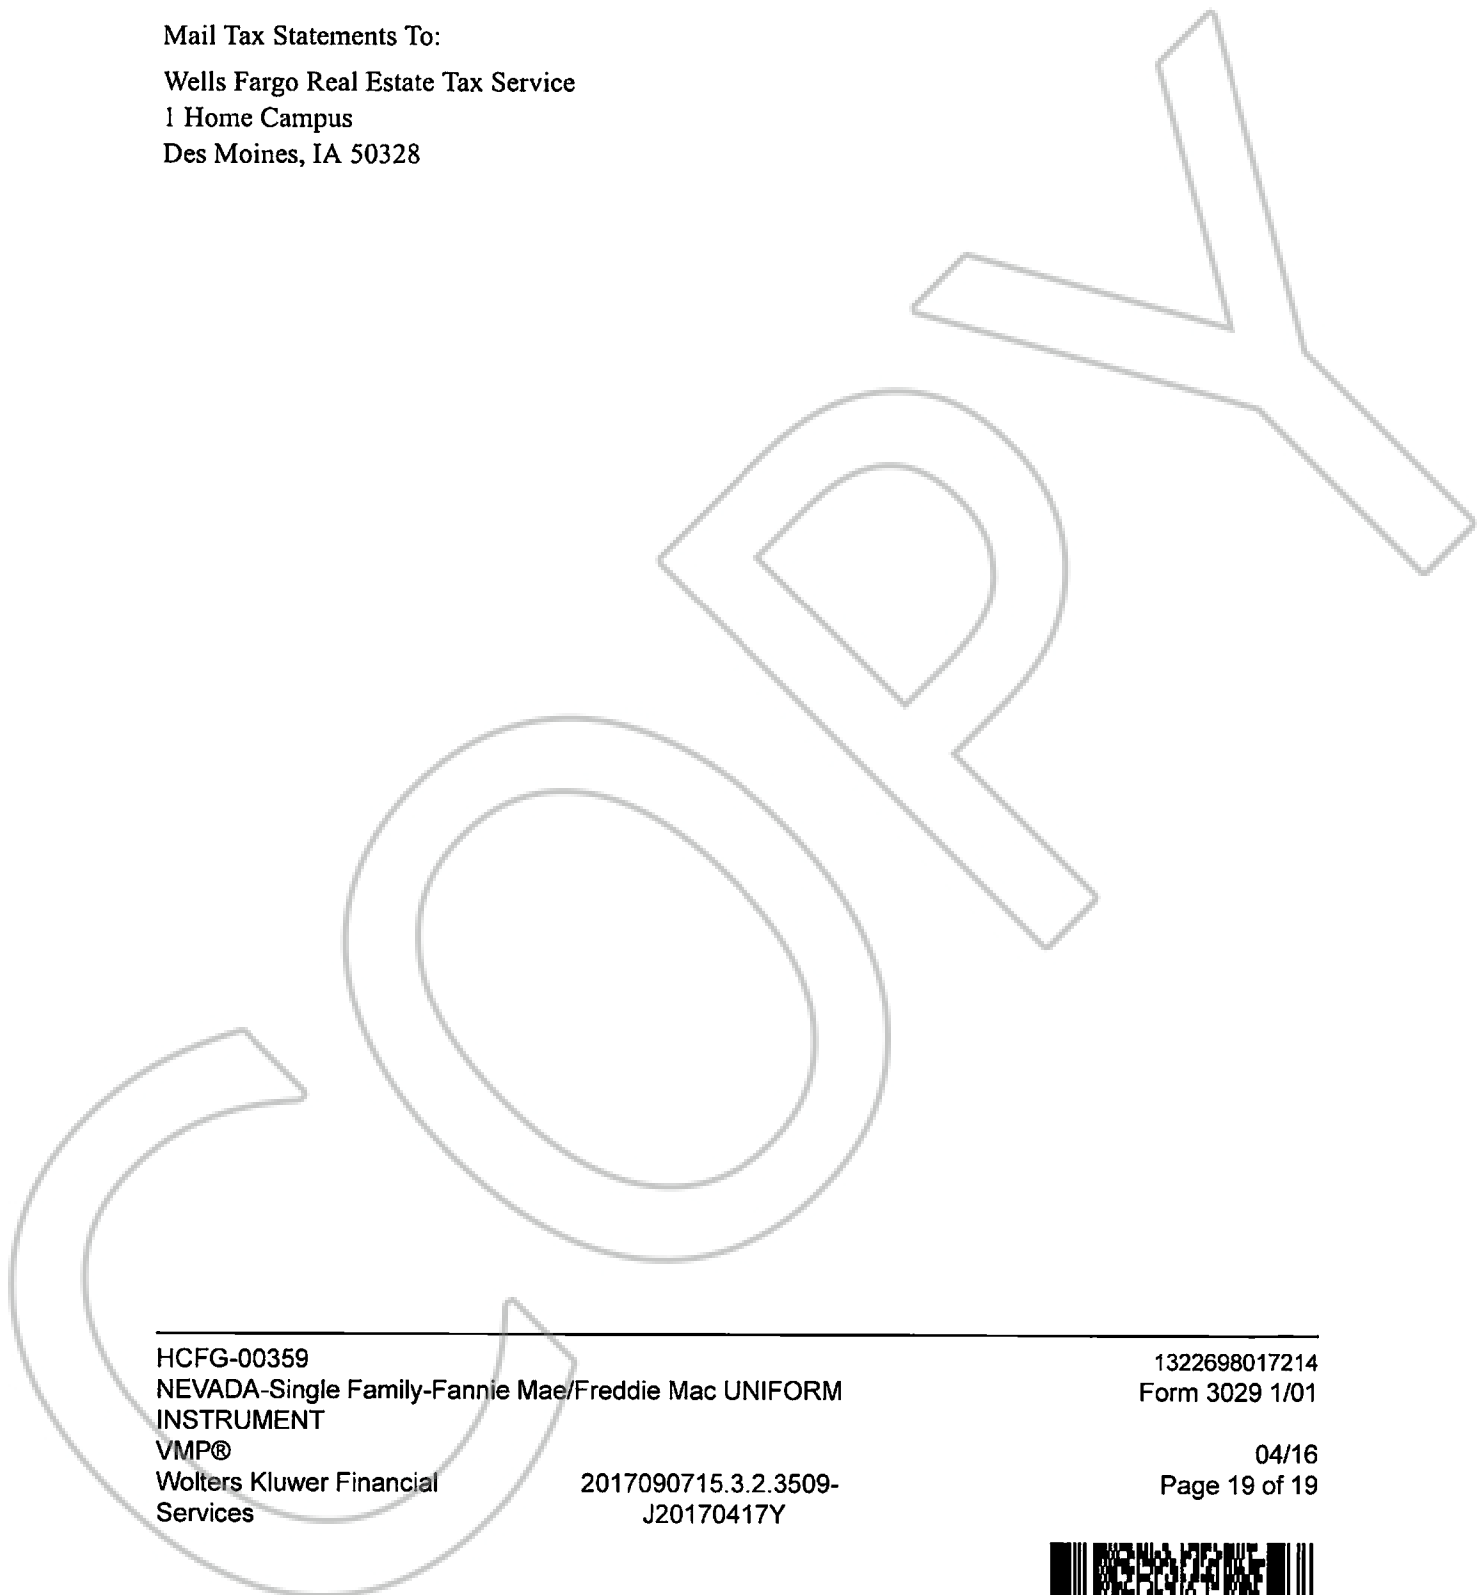 Mail Tax Statements To:
Wells Fargo Real Estate Tax Service
1 Home Campus
Des Moines, IA 50328
COPY
HCFG-00359 1322698017214
NEVADA-Single Family-Fannie Mae/Freddie Mac UNIFORM Form 3029 1/01
INSTRUMENT
VMP® 04/16
Wolters Kluwer Financial 2017090715.3.2.3509- Page 19 of 19
Services J20170417Y